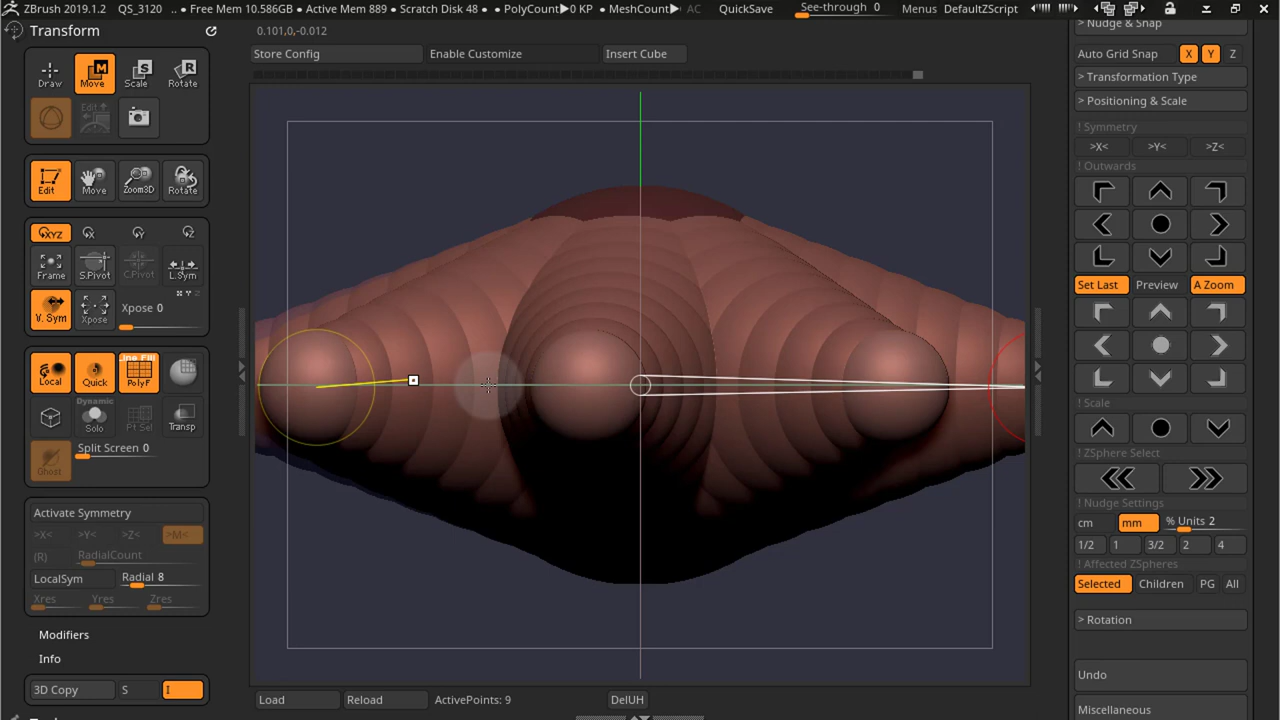 ZBrush 2019.1.2 QS_3120 .. • Free Mem 10.586GB • Active Mem 889 • Scratch Disk 48 • PolyCount▶0 KP • MeshCount▶ AC QuickSave See-through 0 Menus DefaultZScript
Transform
0.101,0,-0.012
Store Config Enable Customize Insert Cube
Draw Move Scale Rotate
M S R
Edit
Edit Move Zoom3D Rotate
XYZ X Y Z
Frame S.Pivot C.Pivot L.Sym
V. Sym Xpose Xpose 0
X Y Z
Local Quick Line Fill PolyF
Dynamic
Solo Pt Sel Transp
Ghost Split Screen 0
Activate Symmetry
>X< >Y< >Z< >M<
(R) RadialCount
LocalSym Radial 8
Xres Yres Zres
Modifiers
Info
3D Copy S I
Load Reload ActivePoints: 9 DelUH
> Nudge & Snap
Auto Grid Snap X Y Z
> Transformation Type
> Positioning & Scale
! Symmetry
>X< >Y< >Z<
! Outwards
Set Last Preview A Zoom
! Scale
! ZSphere Select
! Nudge Settings
cm mm % Units 2
1/2 1 3/2 2 4
! Affected ZSpheres
Selected Children PG All
> Rotation
Undo
Miscellaneous